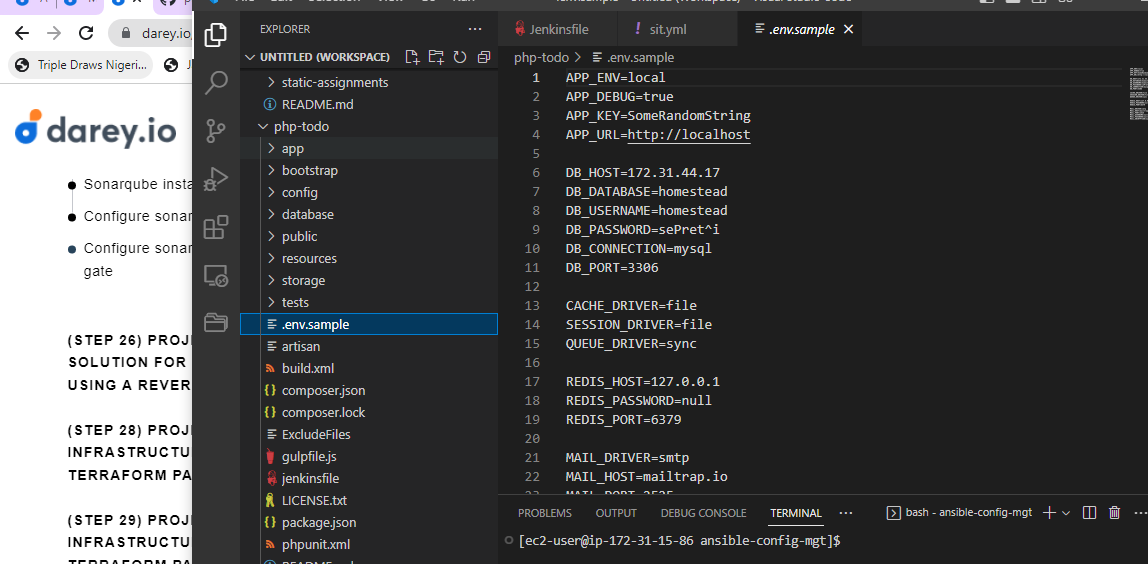 darey.io
Triple Draws Nigeri...
J
darey.io
Sonarqube insta
Configure sonar
Configure sonar
gate
(STEP 26) PROJ
SOLUTION FOR
USING A REVER
(STEP 28) PROJ
INFRASTRUCTU
TERRAFORM PA
(STEP 29) PROJ
INFRASTRUCTU
EXPLORER
UNTITLED (WORKSPACE)
static-assignments
README.md
php-todo
app
bootstrap
config
database
public
resources
storage
tests
.env.sample
artisan
build.xml
composer.json
composer.lock
ExcludeFiles
gulpfile.js
jenkinsfile
LICENSE.txt
package.json
phpunit.xml
Jenkinsfile
sit.yml
.env.sample
php-todo > .env.sample
1 APP_ENV=local
2 APP_DEBUG=true
3 APP_KEY=SomeRandomString
4 APP_URL=http://localhost
5
6 DB_HOST=172.31.44.17
7 DB_DATABASE=homestead
8 DB_USERNAME=homestead
9 DB_PASSWORD=sePret^i
10 DB_CONNECTION=mysql
11 DB_PORT=3306
12
13 CACHE_DRIVER=file
14 SESSION_DRIVER=file
15 QUEUE_DRIVER=sync
16
17 REDIS_HOST=127.0.0.1
18 REDIS_PASSWORD=null
19 REDIS_PORT=6379
20
21 MAIL_DRIVER=smtp
22 MAIL_HOST=mailtrap.io
PROBLEMS OUTPUT DEBUG CONSOLE TERMINAL
bash - ansible-config-mgt
[ec2-user@ip-172-31-15-86 ansible-config-mgt]$